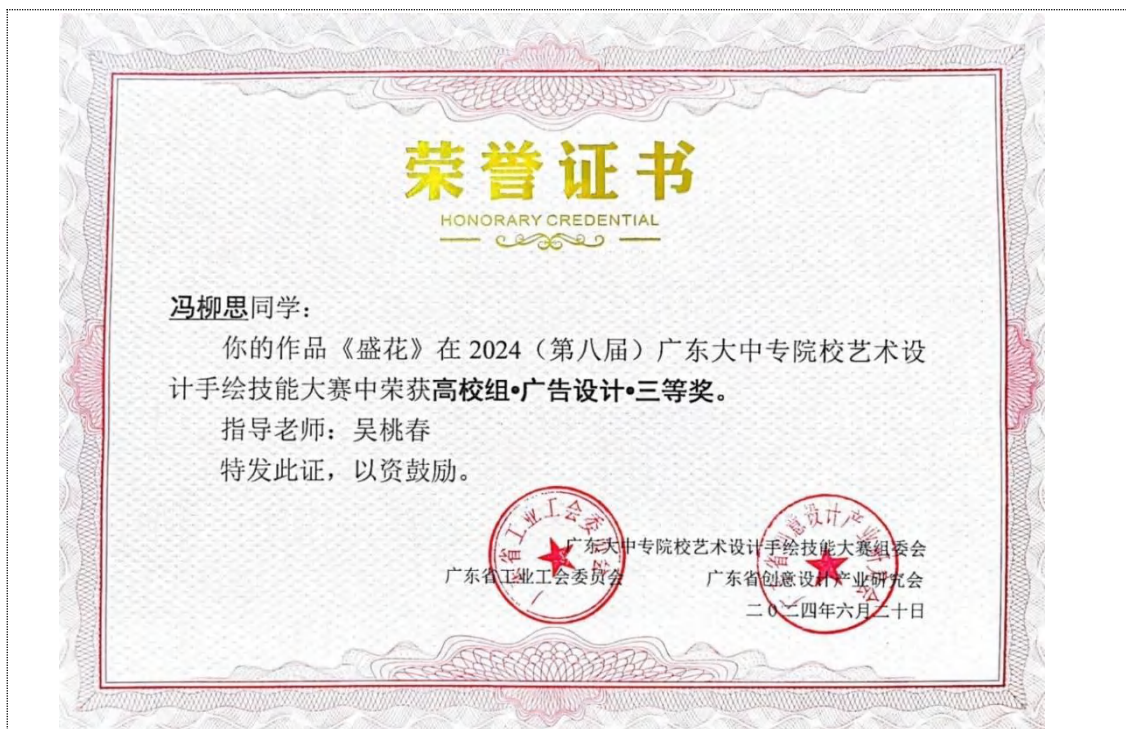 荣誉证书
HONORARY CREDENTIAL
冯柳思同学：
你的作品《盛花》在 2024（第八届）广东大中专院校艺术设
计手绘技能大赛中荣获高校组•广告设计•三等奖。
指导老师：吴桃春
特发此证，以资鼓励。
广东大中专院校艺术设计手绘技能大赛组委会
广东省工业工会委员会
广东省创意设计产业研究会
二〇二四年六月二十日